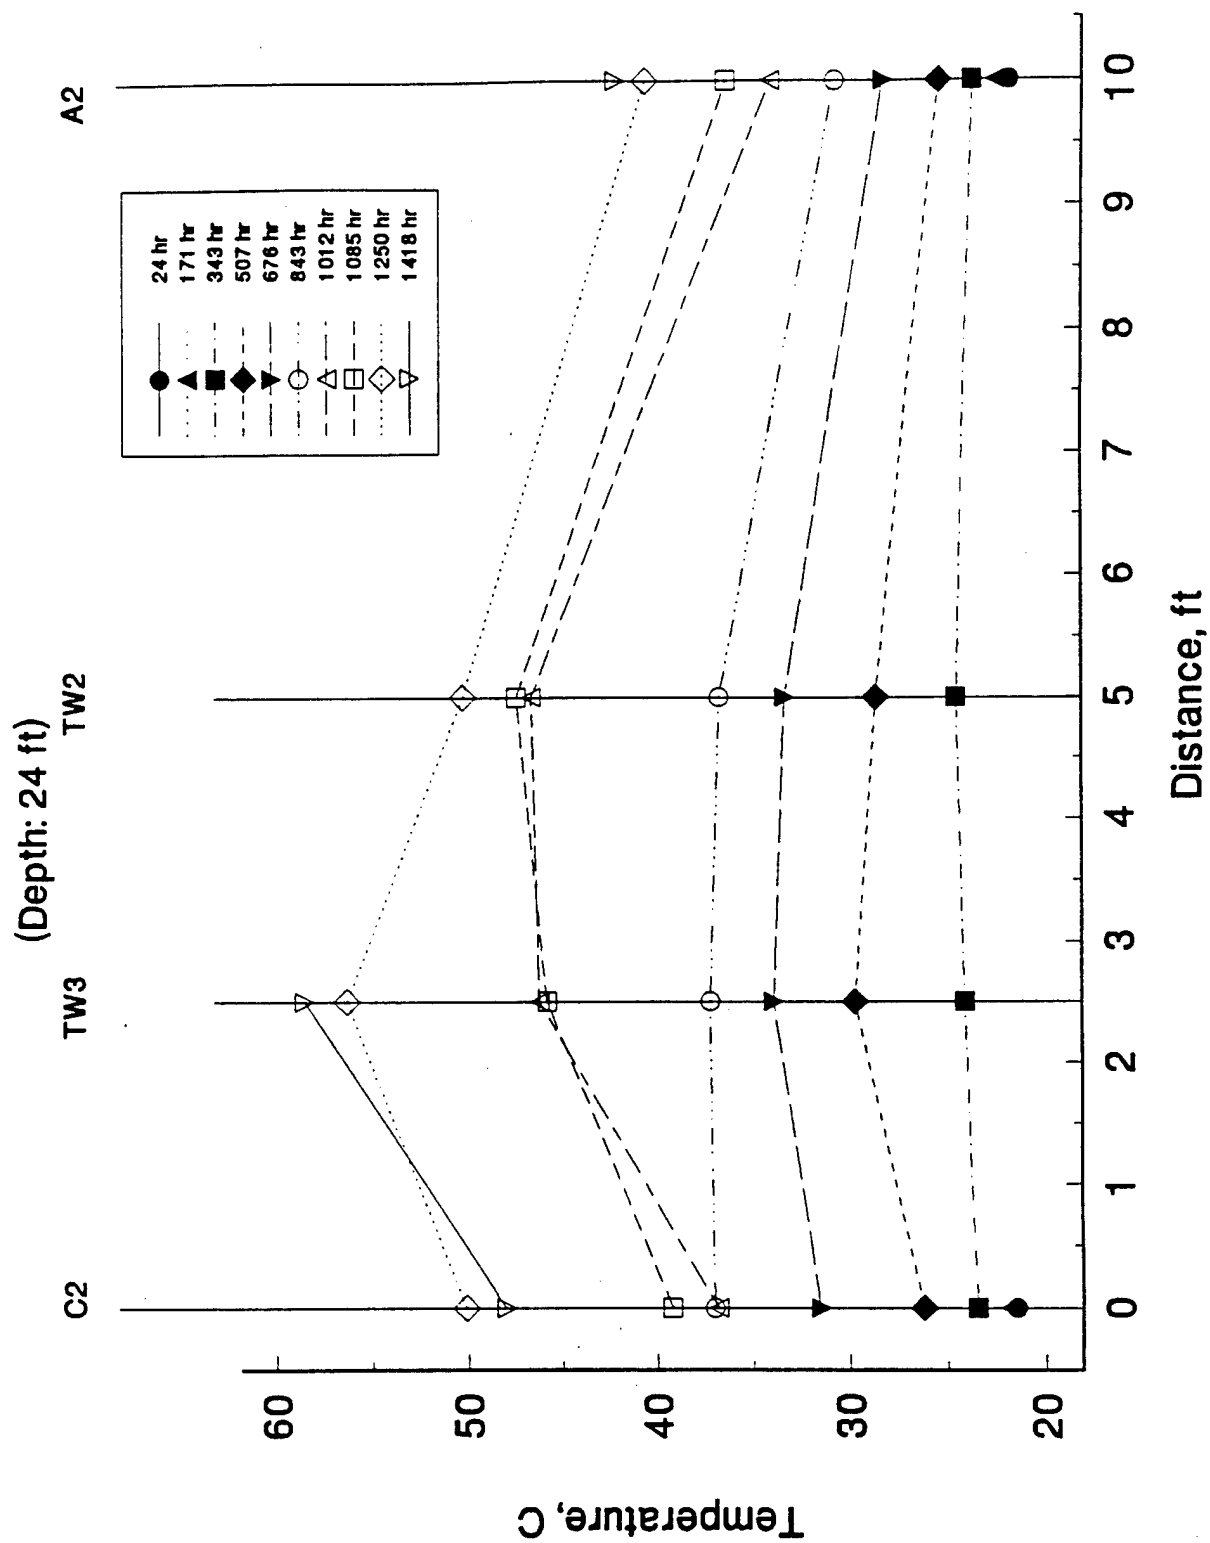 (Depth: 24 ft)
C2
TW3
TW2
A2
24 hr
171 hr
343 hr
507 hr
676 hr
843 hr
1012 hr
1085 hr
1250 hr
1418 hr
Temperature, C
60
50
40
30
20
0
1
2
3
4
5
6
7
8
9
10
Distance, ft